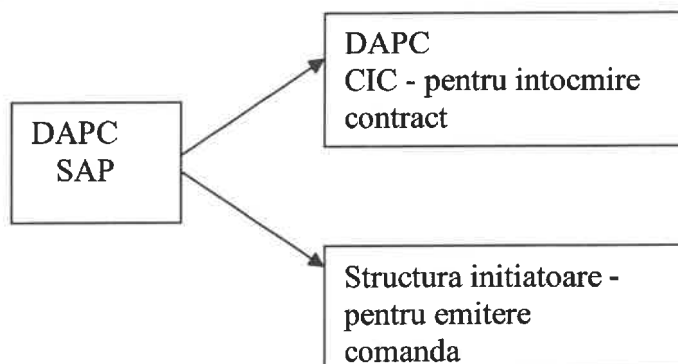 DAPC
SAP
DAPC
CIC - pentru intocmire
contract
Structura initiatoare -
pentru emitere
comanda